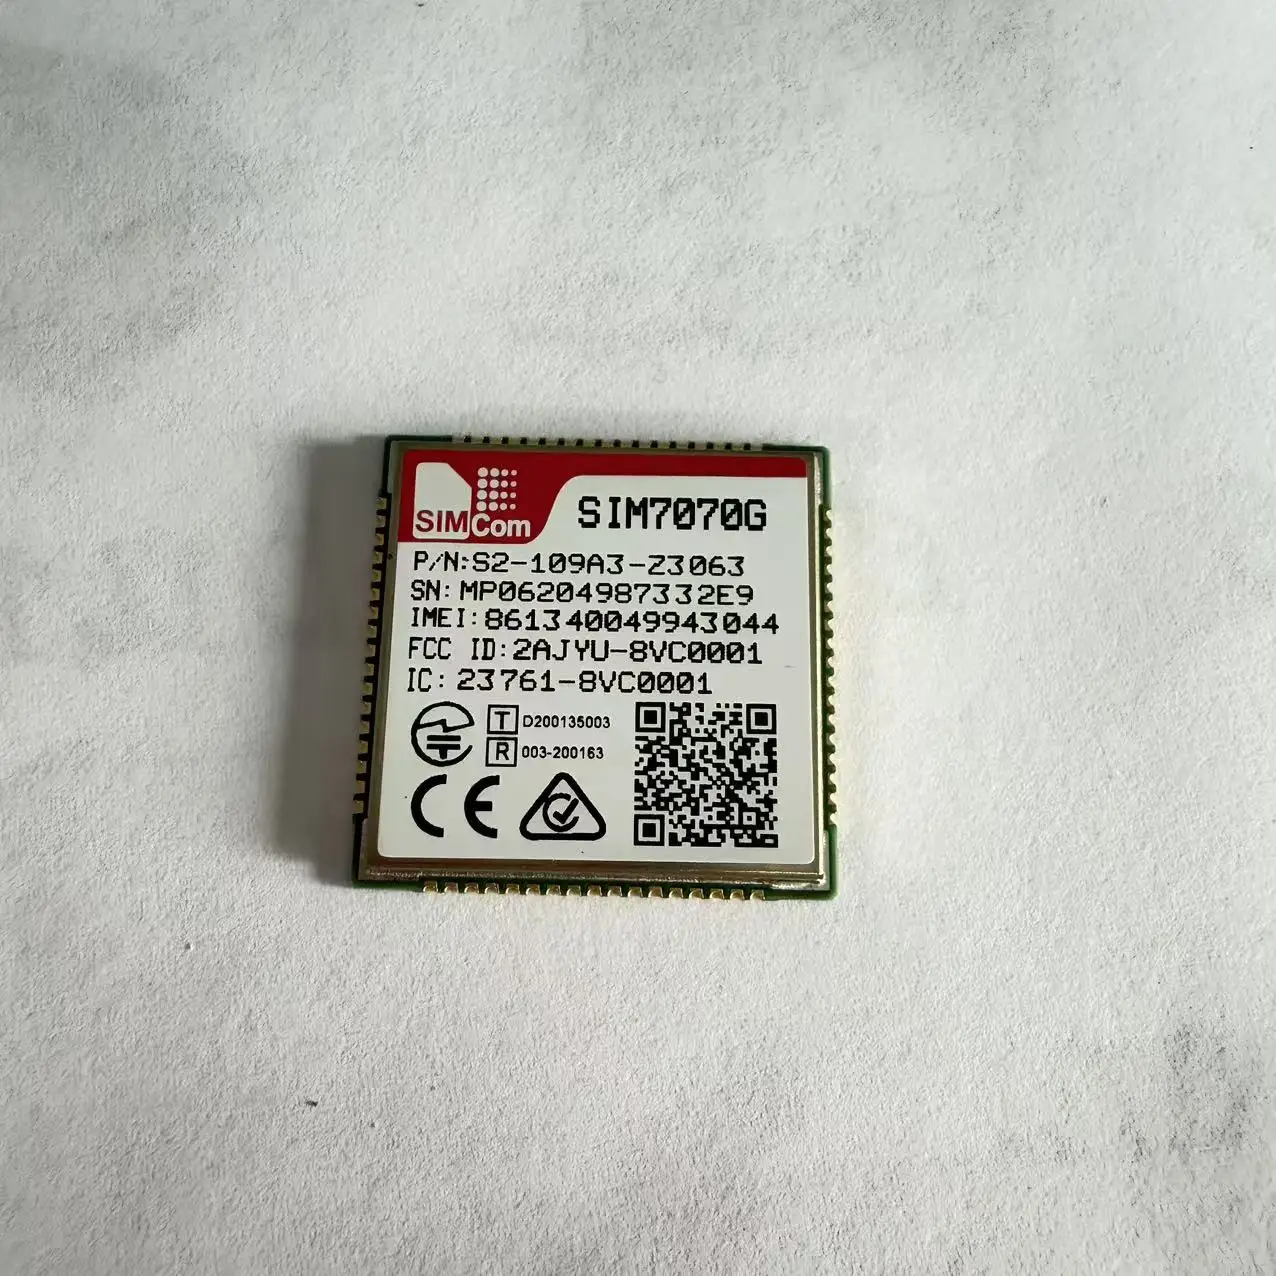 SIMCom
SIM7070G
P/N:S2-109A3-Z3063
SN:MP06204987332E9
IMEI:861340049943044
FCC ID:2AJYU-8VC0001
IC:23761-8VC0001
T D200135003
R 003-200163
CE